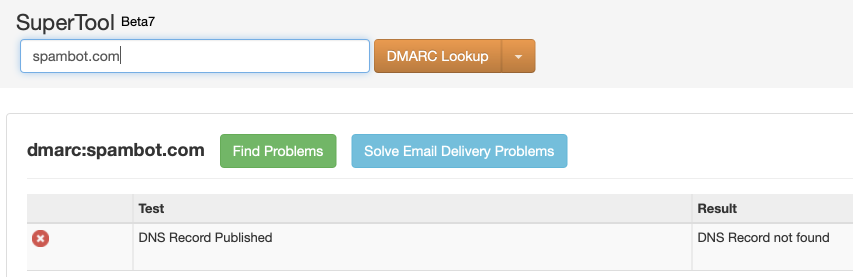 SuperTool Beta7
spambot.com DMARC Lookup
dmarc:spambot.com Find Problems Solve Email Delivery Problems
Test Result
DNS Record Published DNS Record not found